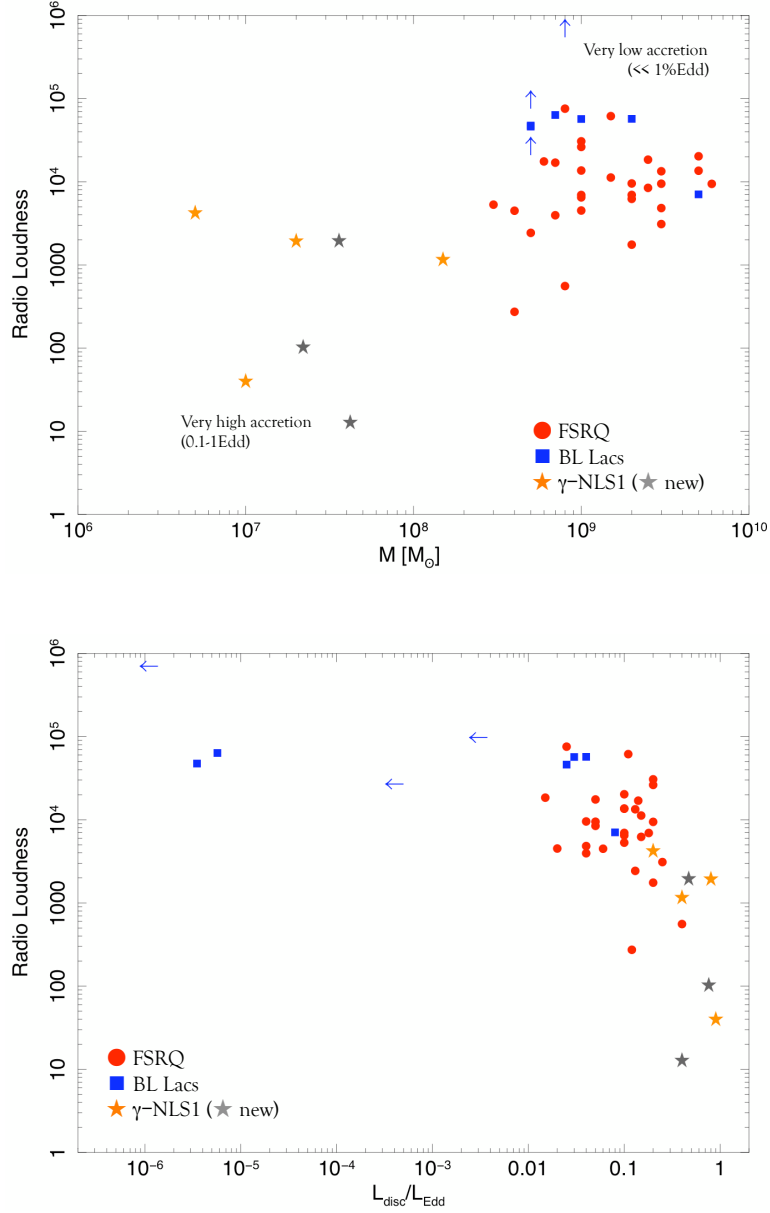 10⁶
10⁵
10⁴
1000
100
10
1
Radio Loudness
Very low accretion
(<< 1%Edd)
Very high accretion
(0.1-1Edd)
FSRQ
BL Lacs
γ−NLS1 ( new)
10⁶ 10⁷ 10⁸ 10⁹ 10¹⁰
M [M☉]
10⁶
10⁵
10⁴
1000
100
10
1
Radio Loudness
FSRQ
BL Lacs
γ−NLS1 ( new)
10⁻⁶ 10⁻⁵ 10⁻⁴ 10⁻³ 0.01 0.1 1
L_disc/L_Edd